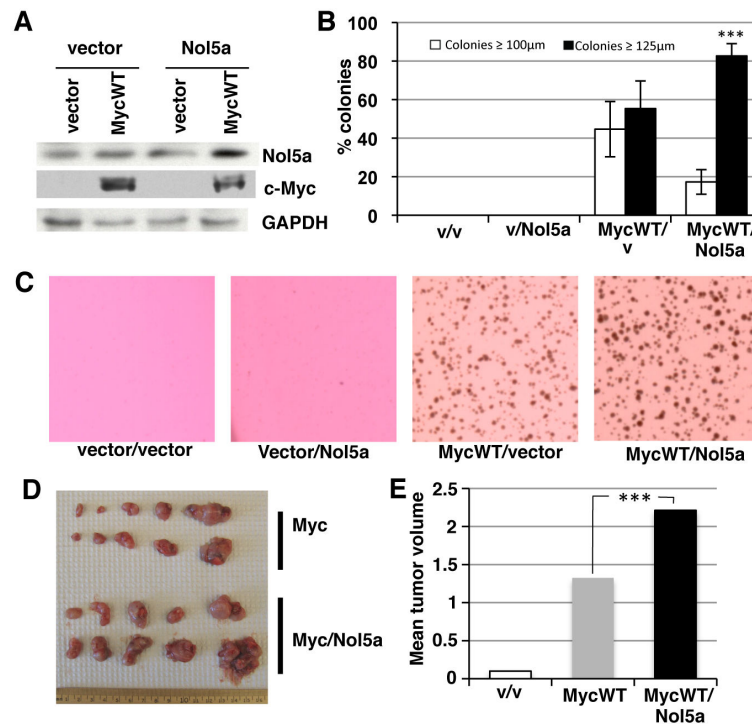 A
vector
Nol5a
vector
MycWT
vector
MycWT
Nol5a
c-Myc
GAPDH
B
% colonies
100
80
60
40
20
0
Colonies ≥ 100μm
Colonies ≥ 125μm
***
v/v
v/Nol5a
MycWT/
v
MycWT/
Nol5a
C
vector/vector
Vector/Nol5a
MycWT/vector
MycWT/Nol5a
D
Myc
Myc/Nol5a
E
Mean tumor volume
2.5
2
1.5
1
0.5
0
***
v/v
MycWT
MycWT/
Nol5a